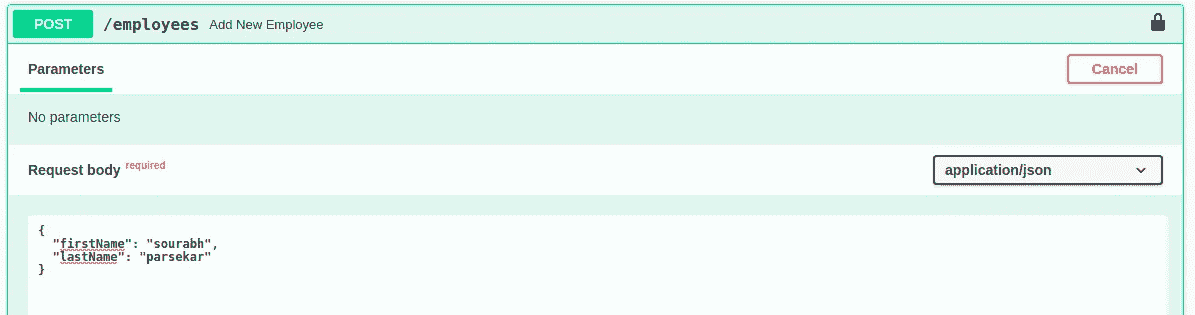 POST /employees Add New Employee
Parameters Cancel
No parameters
Request body required application/json
{
"firstName": "sourabh",
"lastName": "parsekar"
}